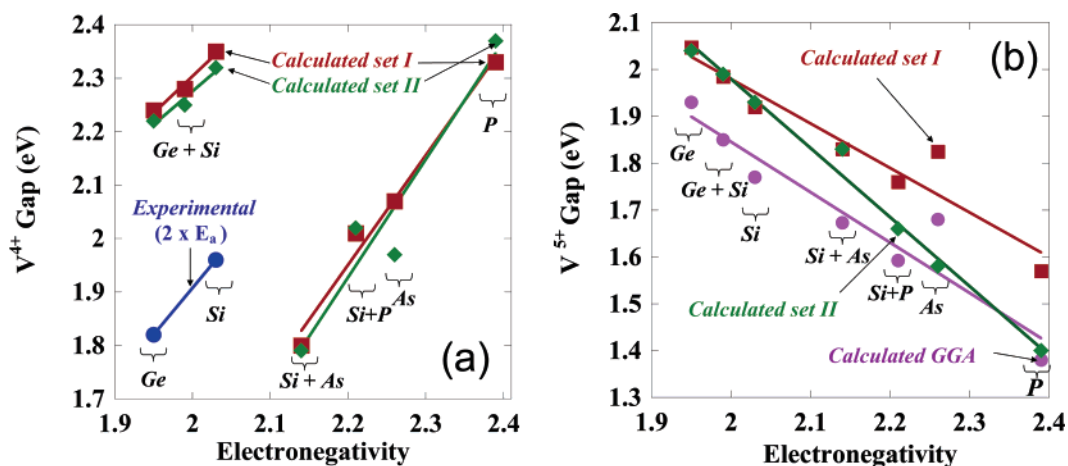 (a)
V⁴⁺ Gap (eV)
2.4
2.3
2.2
2.1
2
1.9
1.8
1.7
Calculated set I
Calculated set II
P
Ge + Si
Experimental
(2 x Eₐ)
Si
Ge
Si+P
As
Si + As
1.9
2
2.1
2.2
2.3
2.4
Electronegativity
(b)
V ⁵⁺ Gap (eV)
2.1
2
1.9
1.8
1.7
1.6
1.5
1.4
1.3
Calculated set I
Ge
Ge + Si
Si
Si + As
Si+P
As
Calculated set II
Calculated GGA
P
1.9
2
2.1
2.2
2.3
2.4
Electronegativity